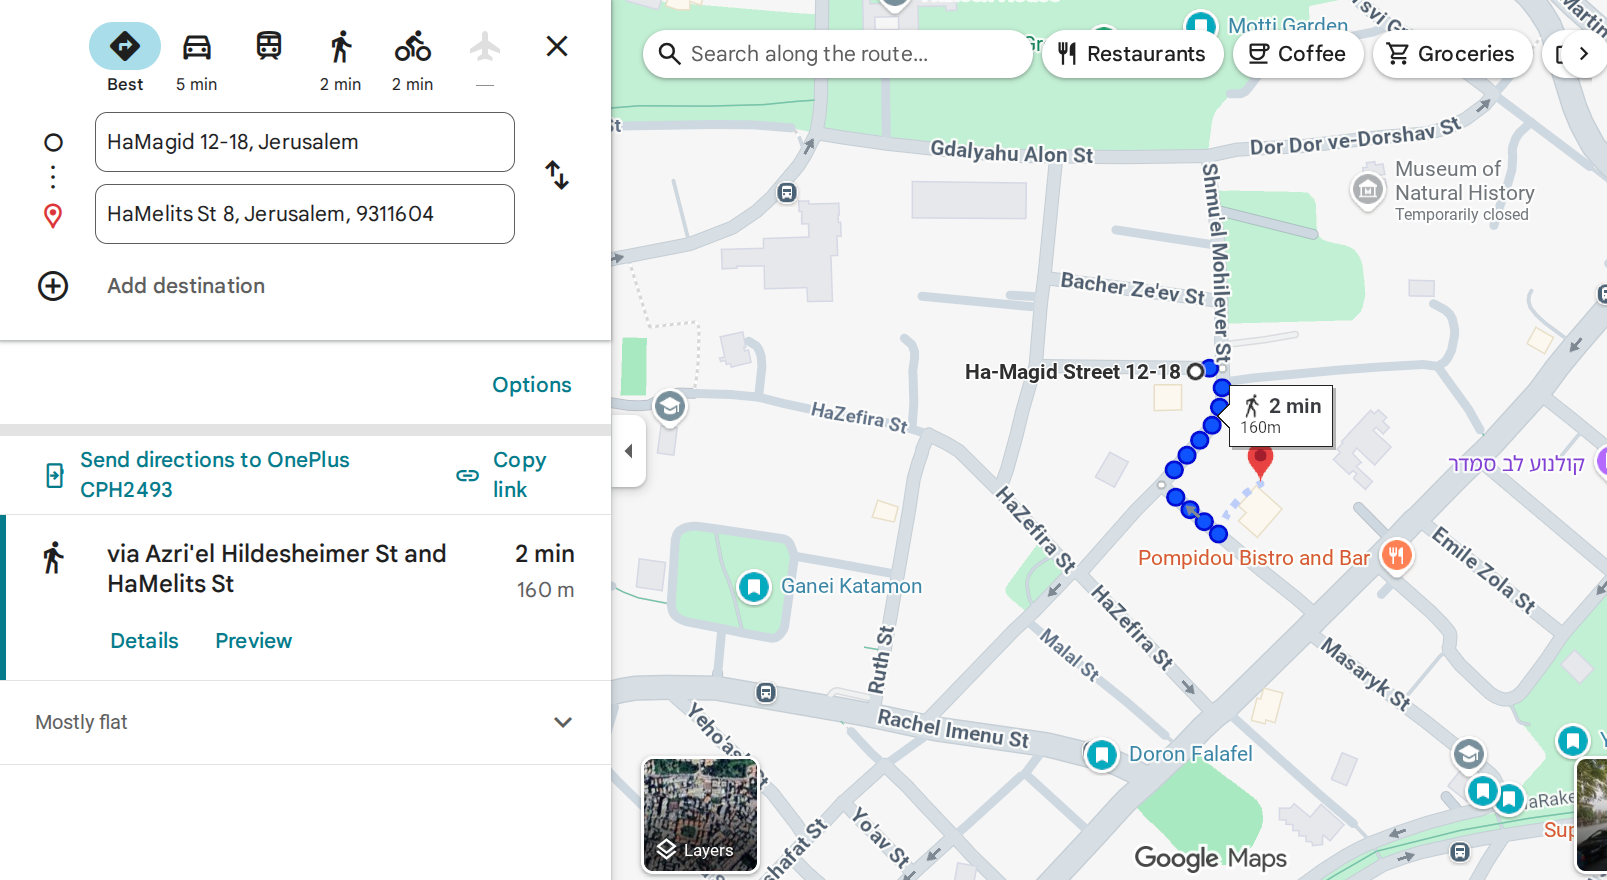 Best
5 min
2 min
2 min
—
HaMagid 12-18, Jerusalem
HaMelits St 8, Jerusalem, 9311604
Add destination
Options
Send directions to OnePlus
CPH2493
Copy
link
via Azri'el Hildesheimer St and
HaMelits St
2 min
160 m
Details
Preview
Mostly flat
Search along the route...
Restaurants
Coffee
Groceries
Motti Garden
Gdalyahu Alon St
Dor Dor ve-Dorshav St
Museum of
Natural History
Temporarily closed
Shmu'el Mohilever St
Bacher Ze'ev St
Ha-Magid Street 12-18
2 min
160m
HaZefira St
קולנוע לב סמדר
HaZefira St
Pompidou Bistro and Bar
Emile Zola St
Ganei Katamon
HaZefira St
Malal St
Ruth St
Masaryk St
Rachel Imenu St
Doron Falafel
Yo'av St
Layers
Google Maps